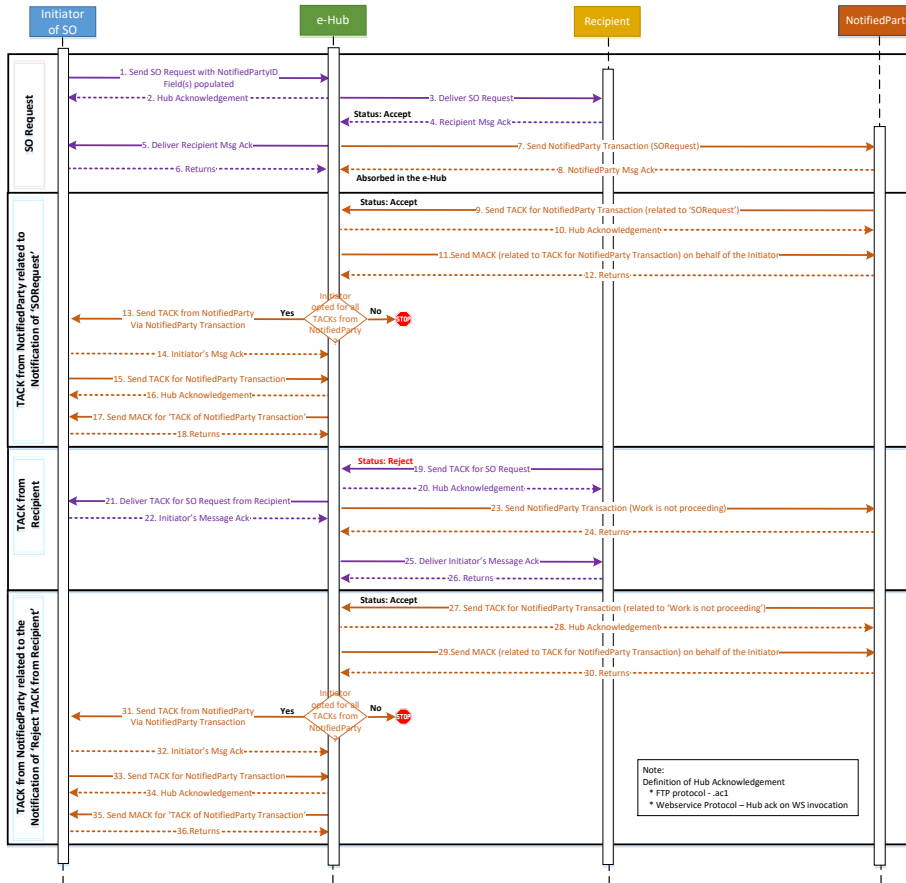 Initiator
of SO
e-Hub
Recipient
NotifiedPart
SO Request
1. Send SO Request with NotifiedPartyID
Field(s) populated
2. Hub Acknowledgement
3. Deliver SO Request
Status: Accept
4. Recipient Msg Ack
5. Deliver Recipient Msg Ack
7. Send NotifiedParty Transaction (SORequest)
6. Returns
8. NotifiedParty Msg Ack
Absorbed in the e-Hub
TACK from NotifiedParty related to
Notification of ‘SORequest’
Status: Accept
9. Send TACK for NotifiedParty Transaction (related to ‘SORequest’)
10. Hub Acknowledgement
11.Send MACK (related to TACK for NotifiedParty Transaction) on behalf of the Initiator
12. Returns
13. Send TACK from NotifiedParty
Via NotifiedParty Transaction
Yes
Initiator
opted for all
TACKs from
NotifiedParty
?
No
STOP
14. Initiator’s Msg Ack
15. Send TACK for NotifiedParty Transaction
16. Hub Acknowledgement
17. Send MACK for ‘TACK of NotifiedParty Transaction’
18.Returns
TACK from
Recipient
Status: Reject
19. Send TACK for SO Request
20. Hub Acknowledgement
21. Deliver TACK for SO Request from Recipient
22. Initiator’s Message Ack
23. Send NotifiedParty Transaction (Work is not proceeding)
24. Returns
25. Deliver Initiator’s Message Ack
26. Returns
TACK from NotifiedParty related to the
Notification of ‘Reject TACK from Recipient’
Status: Accept
27. Send TACK for NotifiedParty Transaction (related to ‘Work is not proceeding’)
28. Hub Acknowledgement
29.Send MACK (related to TACK for NotifiedParty Transaction) on behalf of the Initiator
30. Returns
31. Send TACK from NotifiedParty
Via NotifiedParty Transaction
Yes
Initiator
opted for all
TACKs from
NotifiedParty
?
No
STOP
32. Initiator’s Msg Ack
33. Send TACK for NotifiedParty Transaction
34. Hub Acknowledgement
35. Send MACK for ‘TACK of NotifiedParty Transaction’
36.Returns
Note:
Definition of Hub Acknowledgement
* FTP protocol - .ac1
* Webservice Protocol – Hub ack on WS invocation